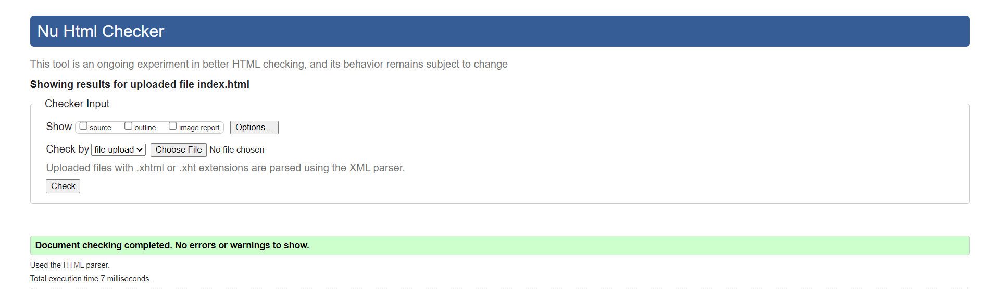 Nu Html Checker
This tool is an ongoing experiment in better HTML checking, and its behavior remains subject to change
Showing results for uploaded file index.html
Checker Input
Show source outline image report Options...
Check by file upload Choose File No file chosen
Uploaded files with .xhtml or .xht extensions are parsed using the XML parser.
Check
Document checking completed. No errors or warnings to show.
Used the HTML parser.
Total execution time 7 milliseconds.